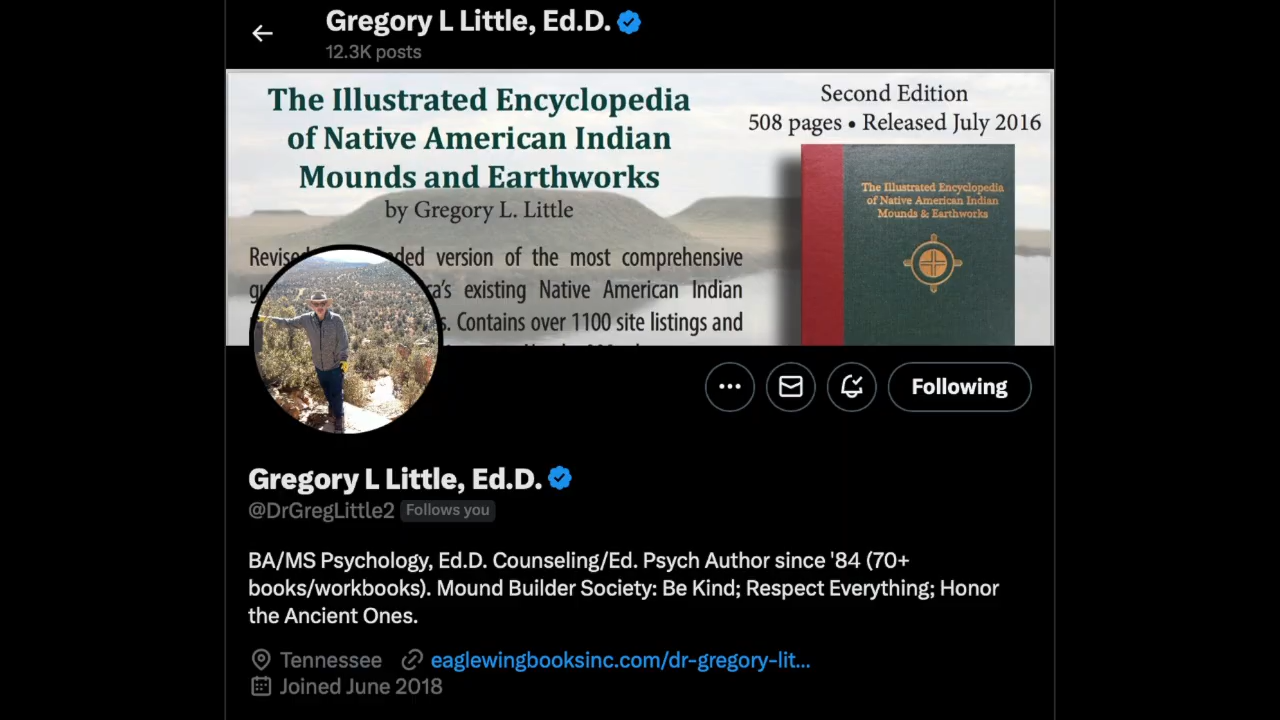 Gregory L Little, Ed.D.
12.3K posts
The Illustrated Encyclopedia
of Native American Indian
Mounds and Earthworks
by Gregory L. Little
Second Edition
508 pages • Released July 2016
The Illustrated Encyclopedia
of Native American Indian
Mounds & Earthworks
version of the most comprehensive
existing Native American Indian
Contains over 1100 site listings and
Following
Gregory L Little, Ed.D.
@DrGregLittle2 Follows you
BA/MS Psychology, Ed.D. Counseling/Ed. Psych Author since '84 (70+
books/workbooks). Mound Builder Society: Be Kind; Respect Everything; Honor
the Ancient Ones.
Tennessee eaglewingbooksinc.com/dr-gregory-lit...
Joined June 2018